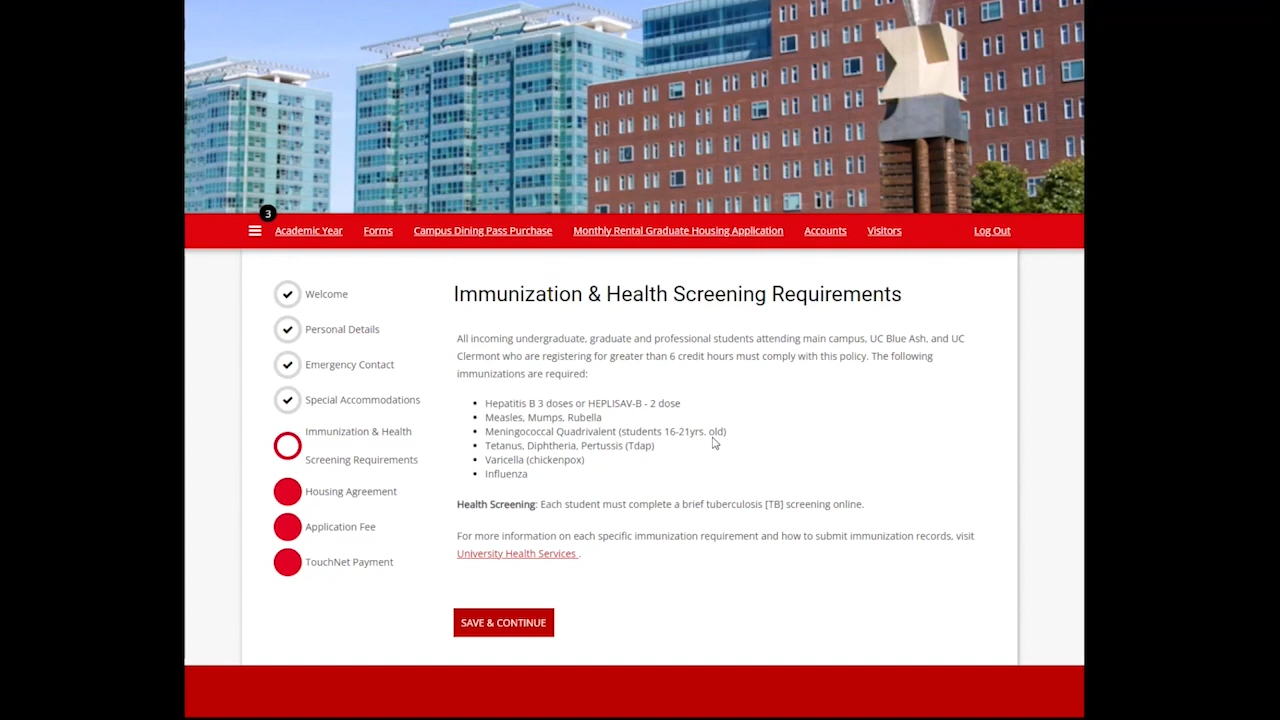 3
Academic Year Forms Campus Dining Pass Purchase Monthly Rental Graduate Housing Application Accounts Visitors Log Out
Welcome
Personal Details
Emergency Contact
Special Accommodations
Immunization & Health
Screening Requirements
Housing Agreement
Application Fee
TouchNet Payment
Immunization & Health Screening Requirements
All incoming undergraduate, graduate and professional students attending main campus, UC Blue Ash, and UC
Clermont who are registering for greater than 6 credit hours must comply with this policy. The following
immunizations are required:
• Hepatitis B 3 doses or HEPLISAV-B - 2 dose
• Measles, Mumps, Rubella
• Meningococcal Quadrivalent (students 16-21yrs. old)
• Tetanus, Diphtheria, Pertussis (Tdap)
• Varicella (chickenpox)
• Influenza
Health Screening: Each student must complete a brief tuberculosis [TB] screening online.
For more information on each specific immunization requirement and how to submit immunization records, visit
University Health Services .
SAVE & CONTINUE